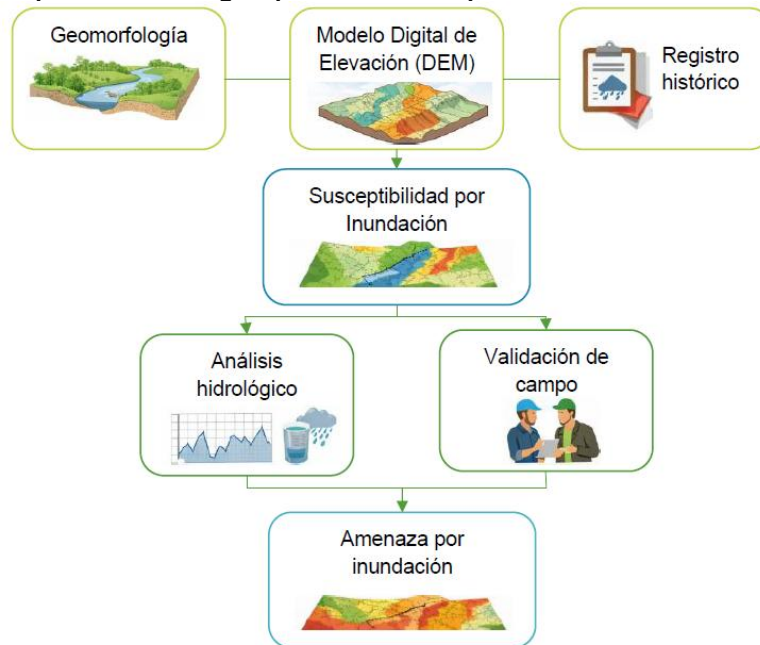 Geomorfología
Modelo Digital de
Elevación (DEM)
Registro
histórico
Susceptibilidad por
Inundación
Análisis
hidrológico
Validación de
campo
Amenaza por
inundación